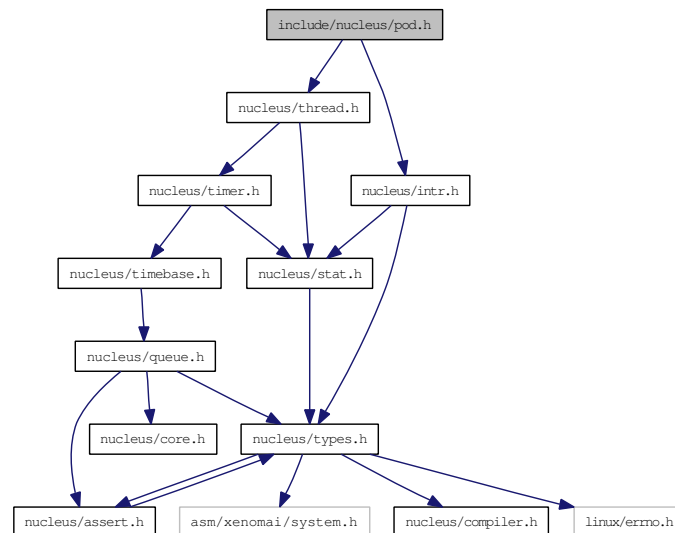 include/nucleus/pod.h
nucleus/thread.h
nucleus/timer.h
nucleus/intr.h
nucleus/timebase.h
nucleus/stat.h
nucleus/queue.h
nucleus/core.h
nucleus/types.h
nucleus/assert.h
asm/xenomai/system.h
nucleus/compiler.h
linux/errno.h